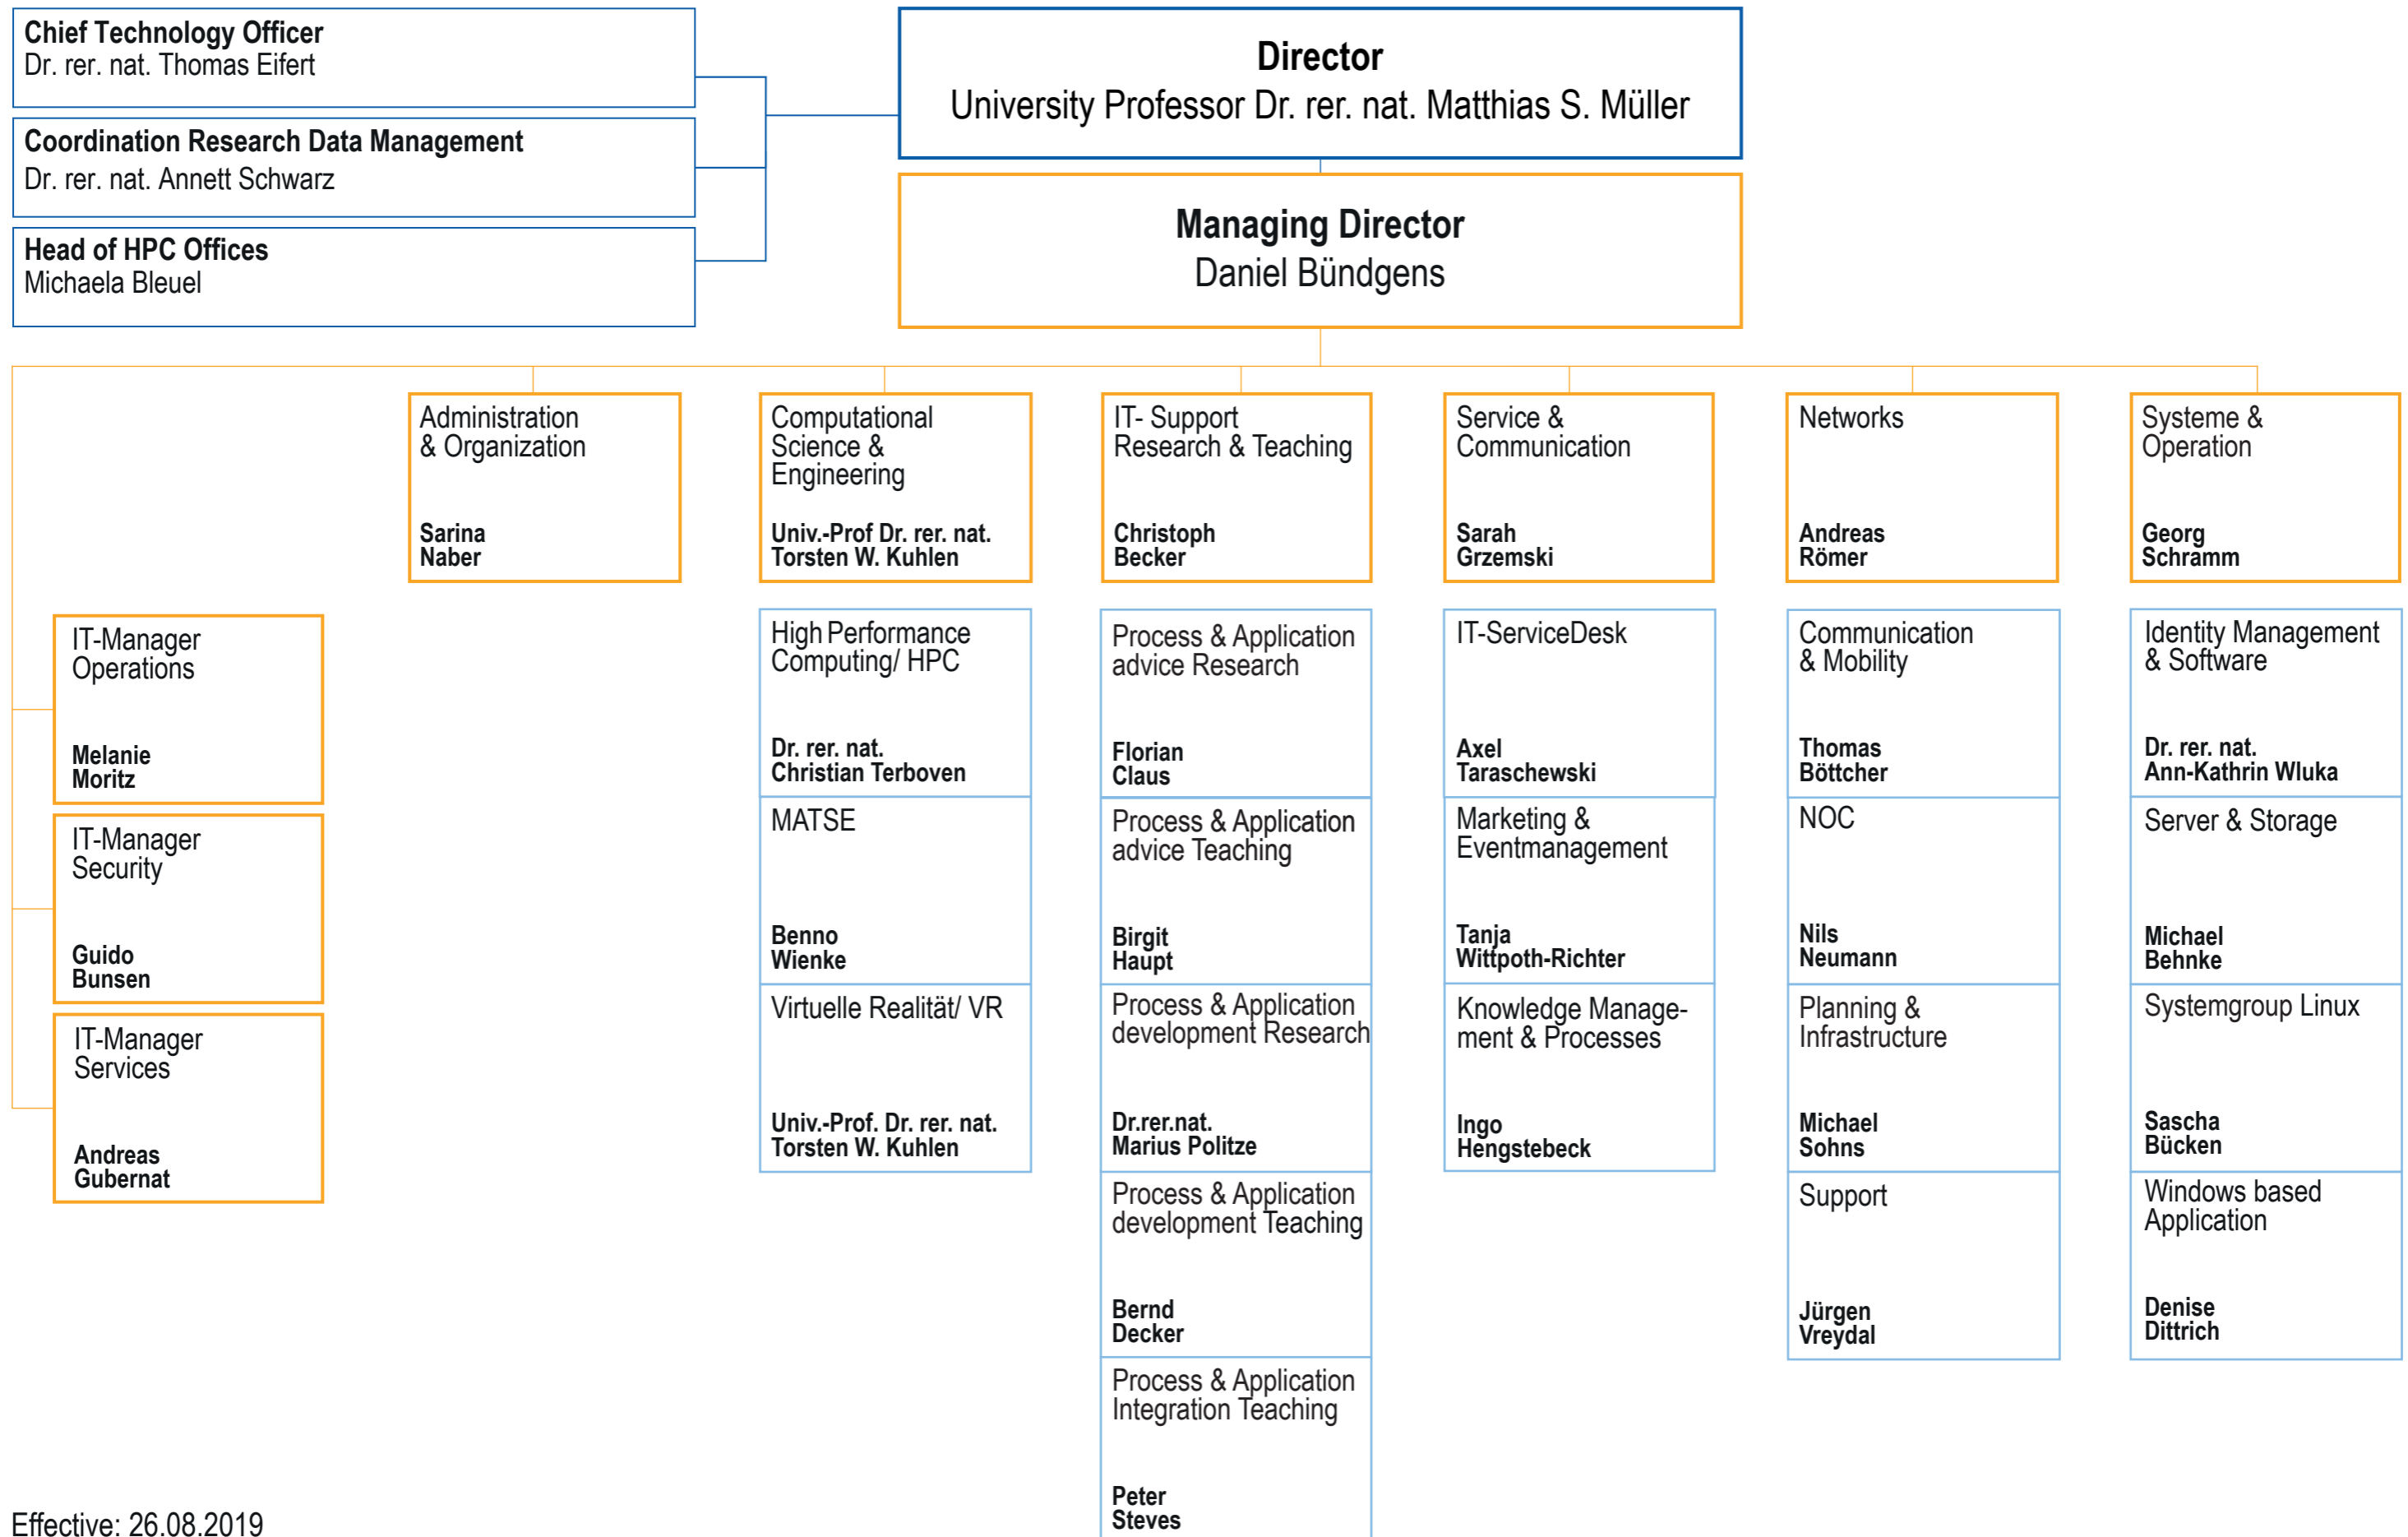 Chief Technology Officer
Dr. rer. nat. Thomas Eifert
Coordination Research Data Management
Dr. rer. nat. Annett Schwarz
Head of HPC Offices
Michaela Bleuel
Director
University Professor Dr. rer. nat. Matthias S. Müller
Managing Director
Daniel Bündgens
IT-Manager
Operations
Melanie
Moritz
IT-Manager
Security
Guido
Bunsen
IT-Manager
Services
Andreas
Gubernat
Administration
& Organization
Sarina
Naber
Computational
Science &
Engineering
Univ.-Prof Dr. rer. nat.
Torsten W. Kuhlen
High Performance
Computing/ HPC
Dr. rer. nat.
Christian Terboven
MATSE
Benno
Wienke
Virtuelle Realität/ VR
Univ.-Prof. Dr. rer. nat.
Torsten W. Kuhlen
IT- Support
Research & Teaching
Christoph
Becker
Process & Application
advice Research
Florian
Claus
Process & Application
advice Teaching
Birgit
Haupt
Process & Application
development Research
Dr.rer.nat.
Marius Politze
Process & Application
development Teaching
Bernd
Decker
Process & Application
Integration Teaching
Peter
Steves
Service &
Communication
Sarah
Grzemski
IT-ServiceDesk
Axel
Taraschewski
Marketing &
Eventmanagement
Tanja
Wittpoth-Richter
Knowledge Manage-
ment & Processes
Ingo
Hengstebeck
Networks
Andreas
Römer
Communication
& Mobility
Thomas
Böttcher
NOC
Nils
Neumann
Planning &
Infrastructure
Michael
Sohns
Support
Jürgen
Vreydal
Systeme &
Operation
Georg
Schramm
Identity Management
& Software
Dr. rer. nat.
Ann-Kathrin Wluka
Server & Storage
Michael
Behnke
Systemgroup Linux
Sascha
Bücken
Windows based
Application
Denise
Dittrich
Effective: 26.08.2019